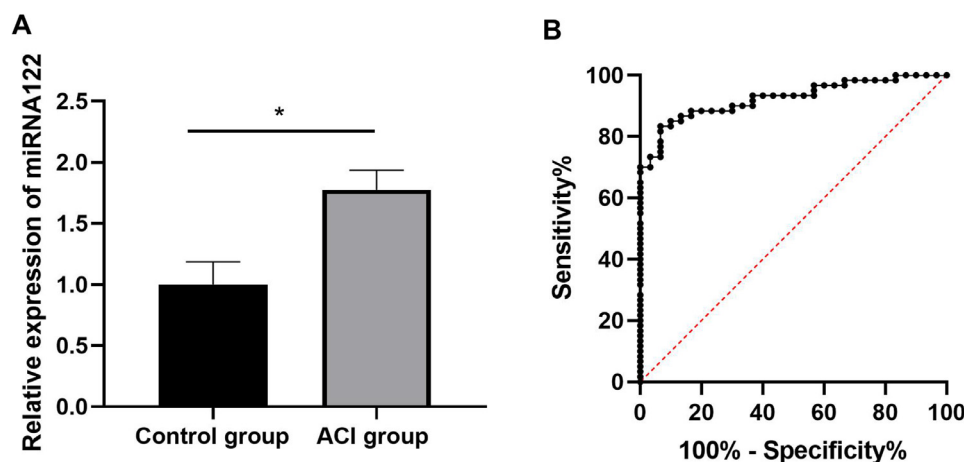 A
Relative expression of miRNA122
2.5
2.0
1.5
1.0
0.5
0.0
*
Control group
ACI group
B
Sensitivity%
100
80
60
40
20
0
0 20 40 60 80 100
100% - Specificity%